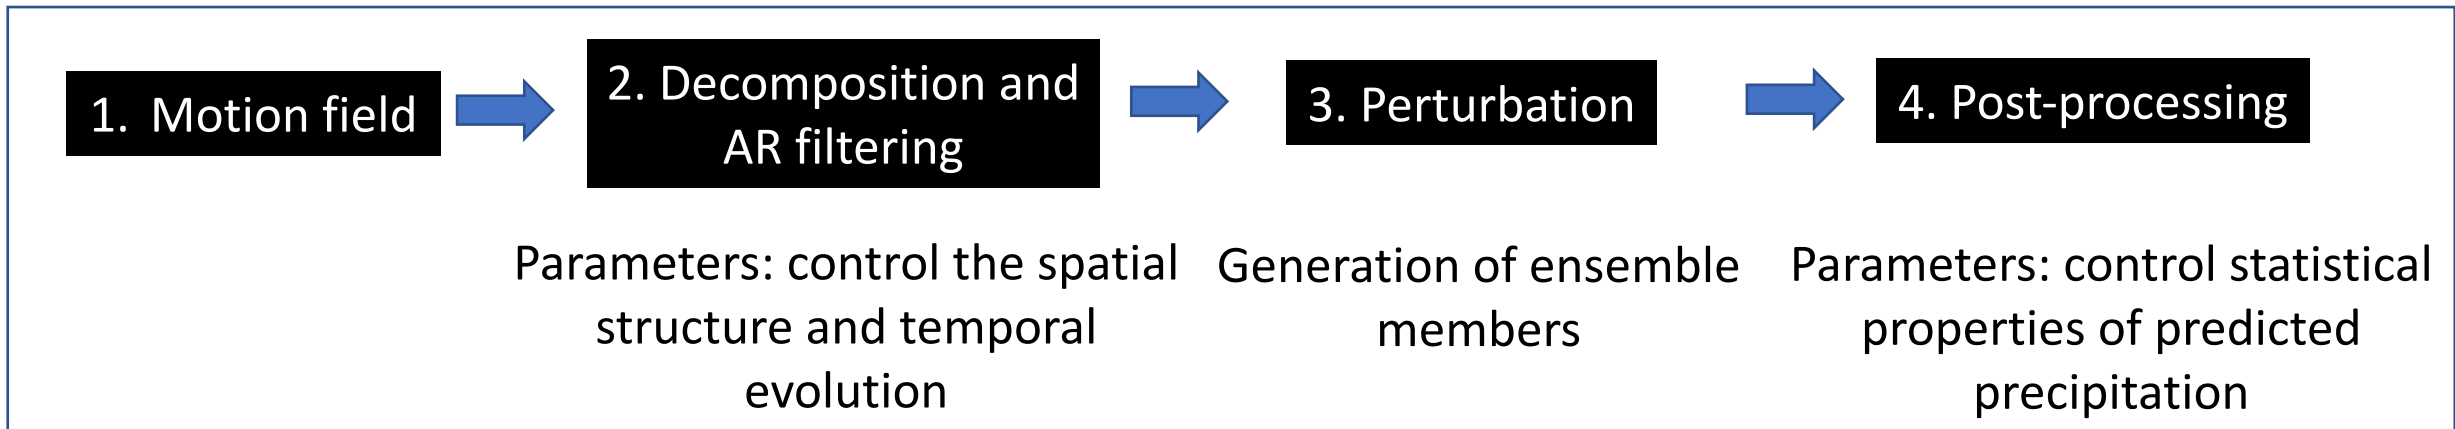 1. Motion field
2. Decomposition and
AR filtering
3. Perturbation
4. Post-processing
Parameters: control the spatial
structure and temporal
evolution
Generation of ensemble
members
Parameters: control statistical
properties of predicted
precipitation